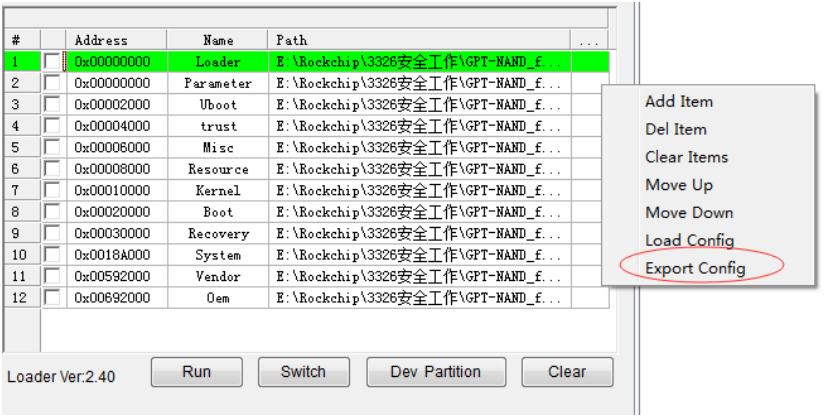 # Address Name Path ...
1 0x00000000 Loader E:\Rockchip\3326安全工作\GPT-NAND_f...
2 0x00000000 Parameter E:\Rockchip\3326安全工作\GPT-NAND_f...
3 0x00002000 Uboot E:\Rockchip\3326安全工作\GPT-NAND_f...
4 0x00004000 trust E:\Rockchip\3326安全工作\GPT-NAND_f...
5 0x00006000 Misc E:\Rockchip\3326安全工作\GPT-NAND_f...
6 0x00008000 Resource E:\Rockchip\3326安全工作\GPT-NAND_f...
7 0x00010000 Kernel E:\Rockchip\3326安全工作\GPT-NAND_f...
8 0x00020000 Boot E:\Rockchip\3326安全工作\GPT-NAND_f...
9 0x00030000 Recovery E:\Rockchip\3326安全工作\GPT-NAND_f...
10 0x0018A000 System E:\Rockchip\3326安全工作\GPT-NAND_f...
11 0x00592000 Vendor E:\Rockchip\3326安全工作\GPT-NAND_f...
12 0x00692000 Oem E:\Rockchip\3326安全工作\GPT-NAND_f...
Add Item
Del Item
Clear Items
Move Up
Move Down
Load Config
Export Config
Loader Ver:2.40 Run Switch Dev Partition Clear